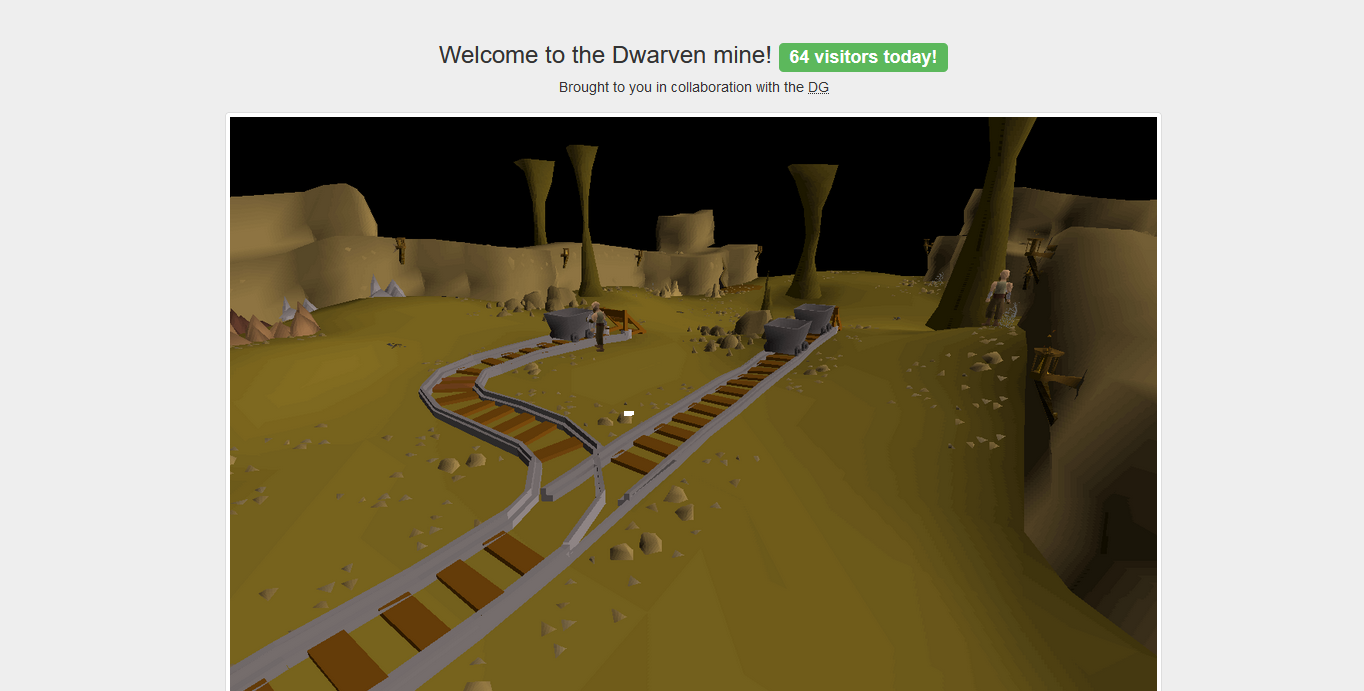 Welcome to the Dwarven mine! 64 visitors today!
Brought to you in collaboration with the DG